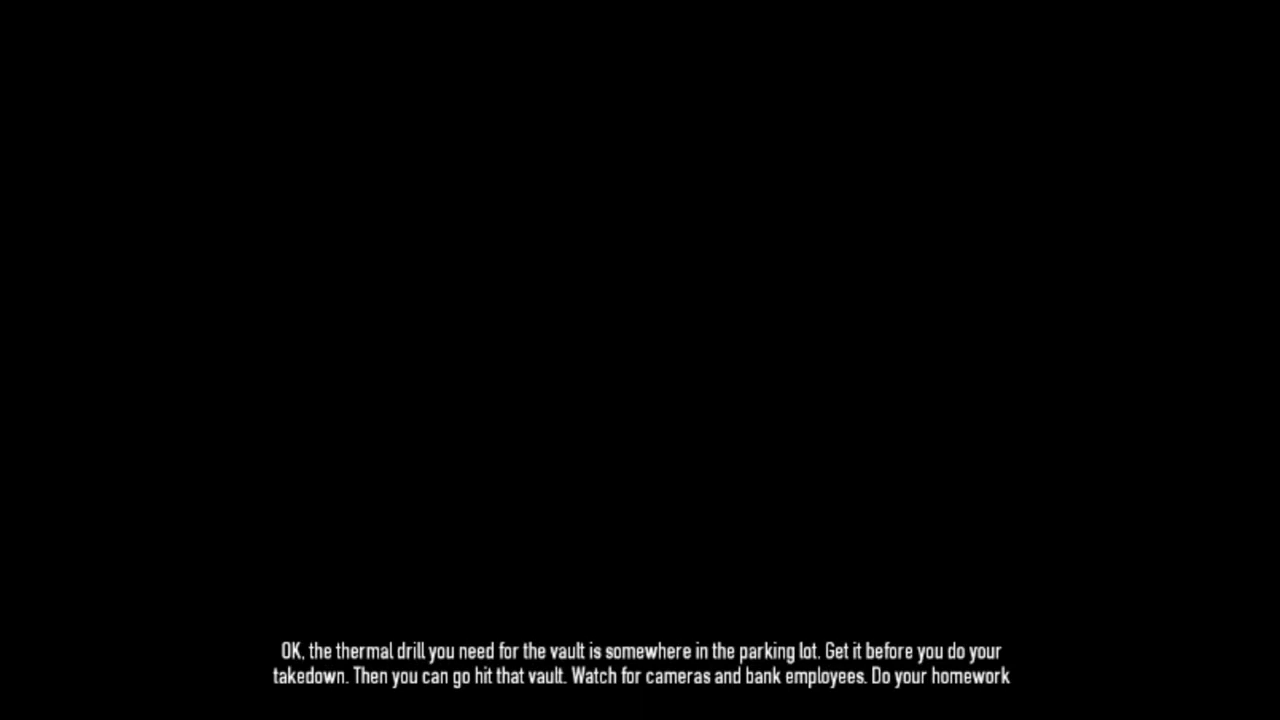 OK, the thermal drill you need for the vault is somewhere in the parking lot. Get it before you do your
takedown. Then you can go hit that vault. Watch for cameras and bank employees. Do your homework